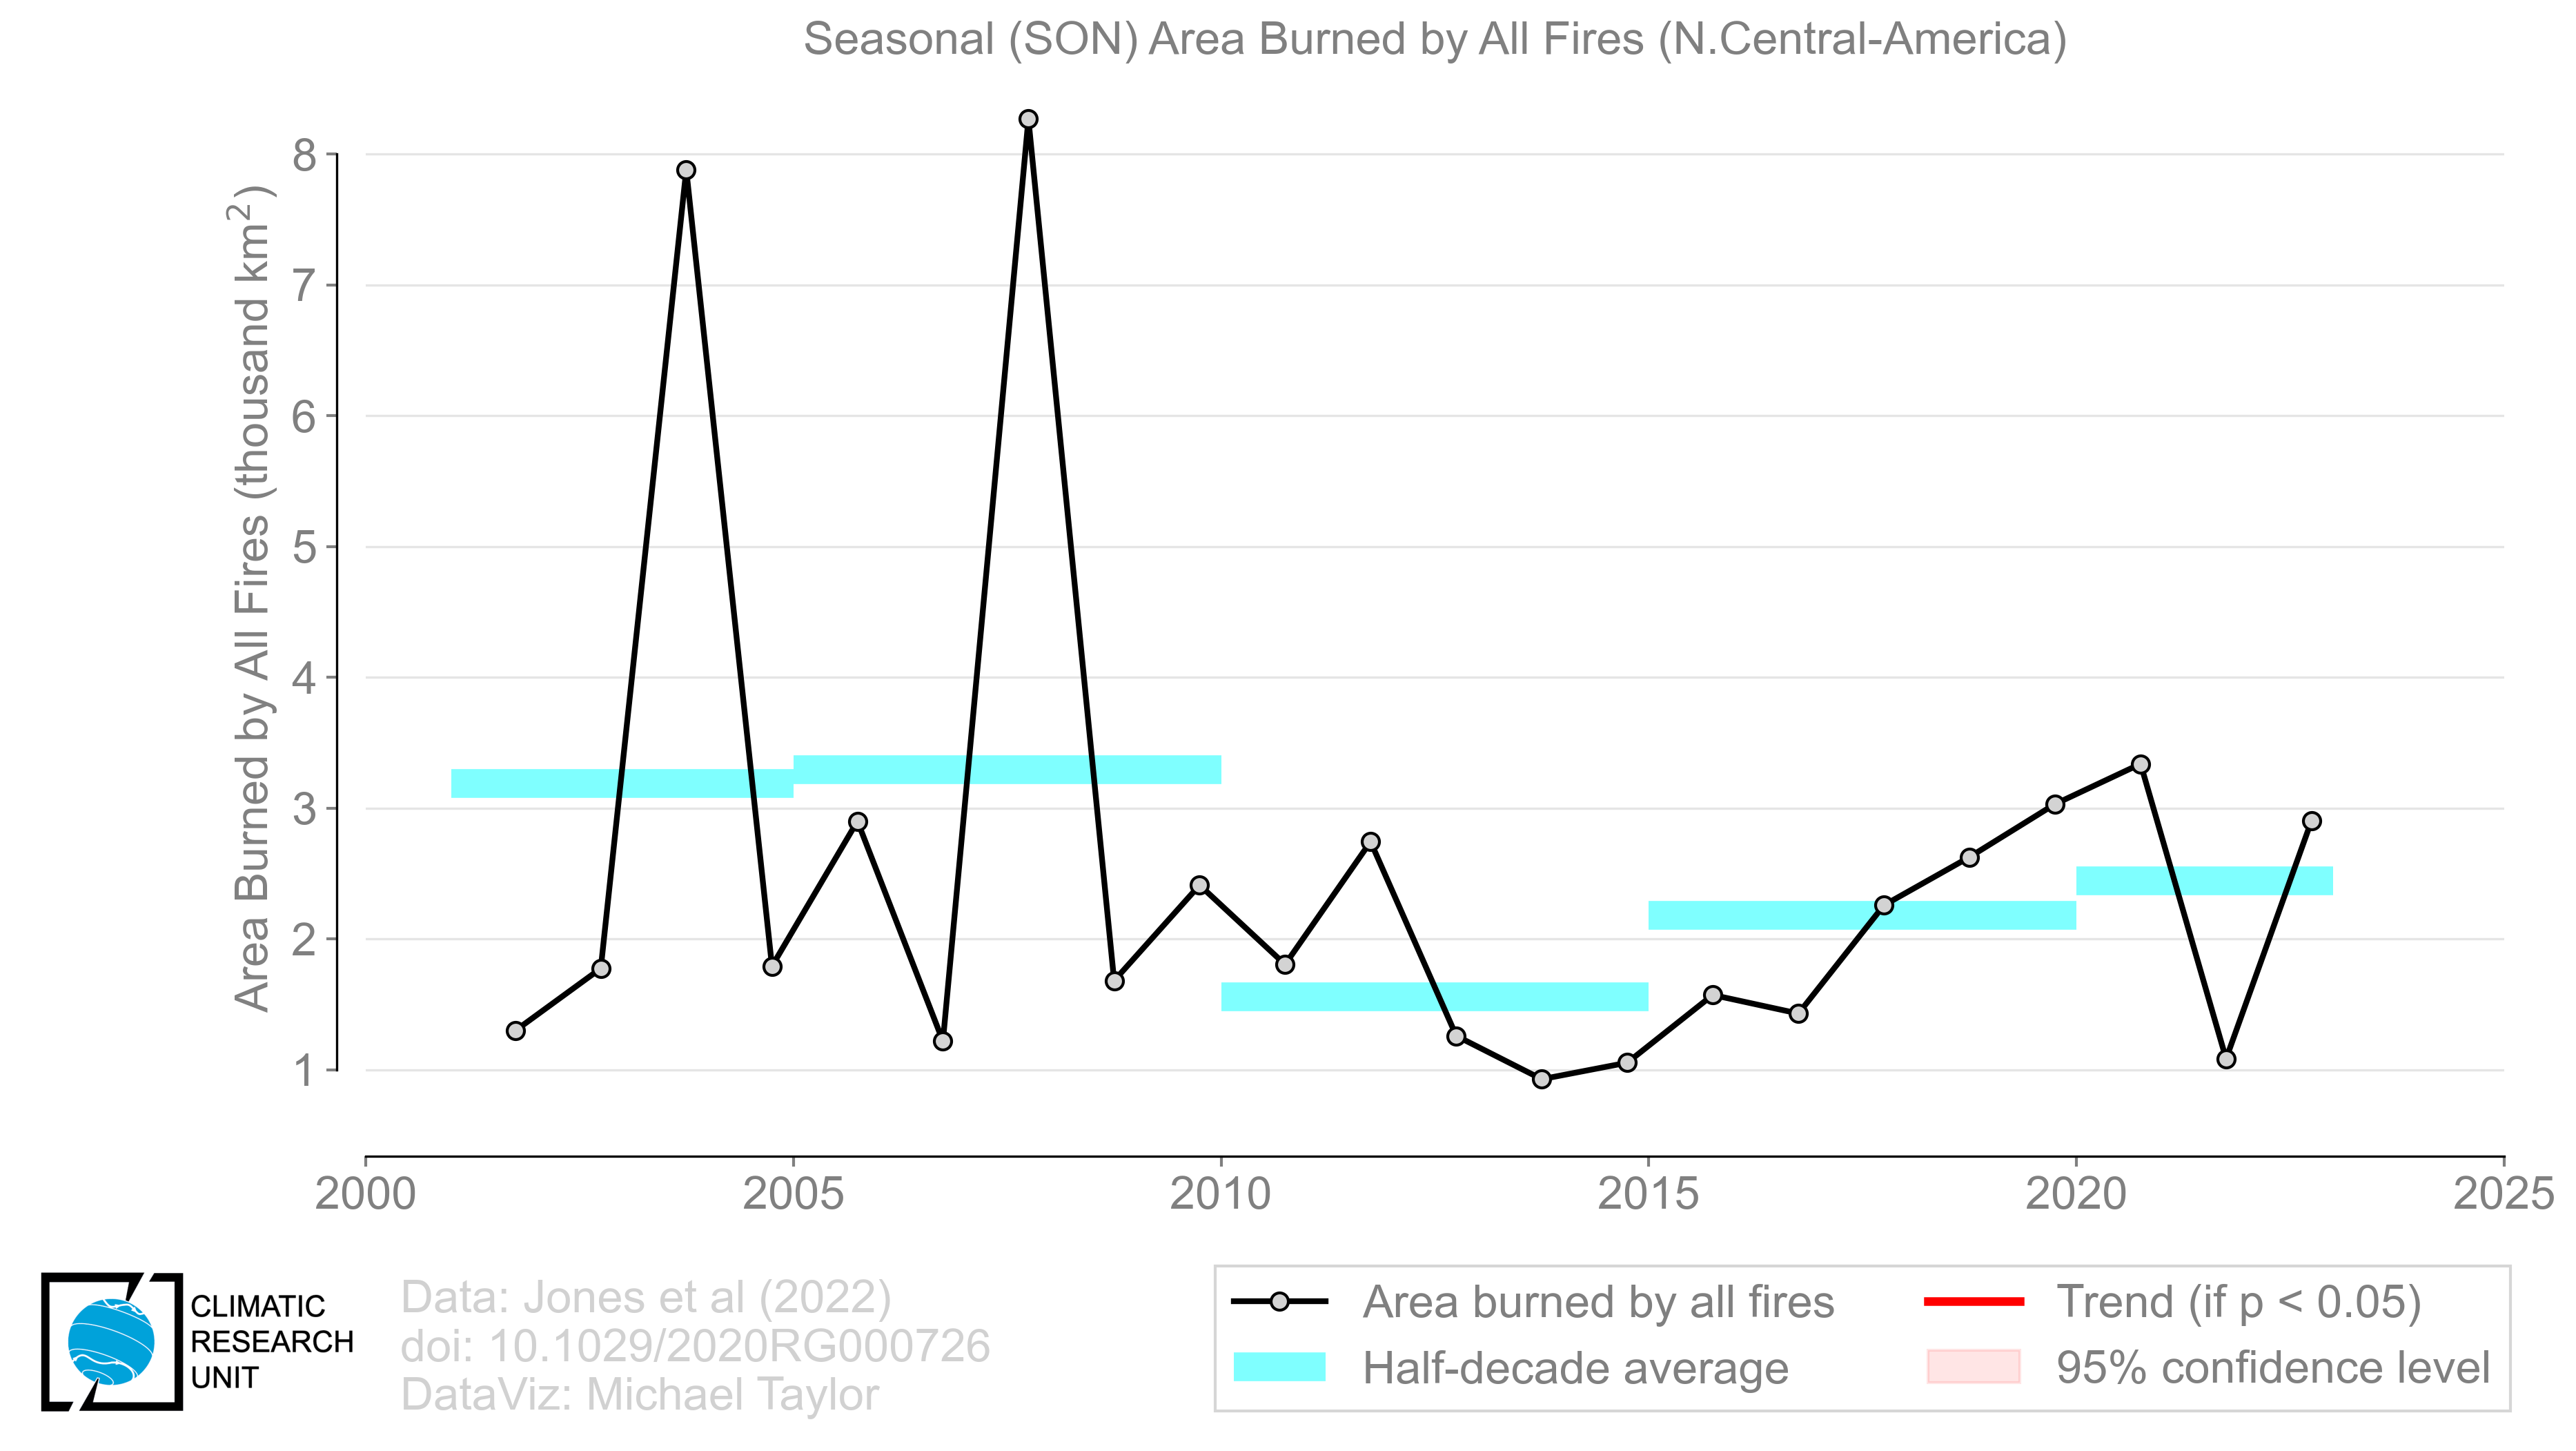 Seasonal (SON) Area Burned by All Fires (N.Central-America)
Area Burned by All Fires (thousand km²)
8
7
6
5
4
3
2
1
2000 2005 2010 2015 2020 2025
CLIMATIC
RESEARCH
UNIT
Data: Jones et al (2022)
doi: 10.1029/2020RG000726
DataViz: Michael Taylor
Area burned by all fires
Half-decade average
Trend (if p < 0.05)
95% confidence level